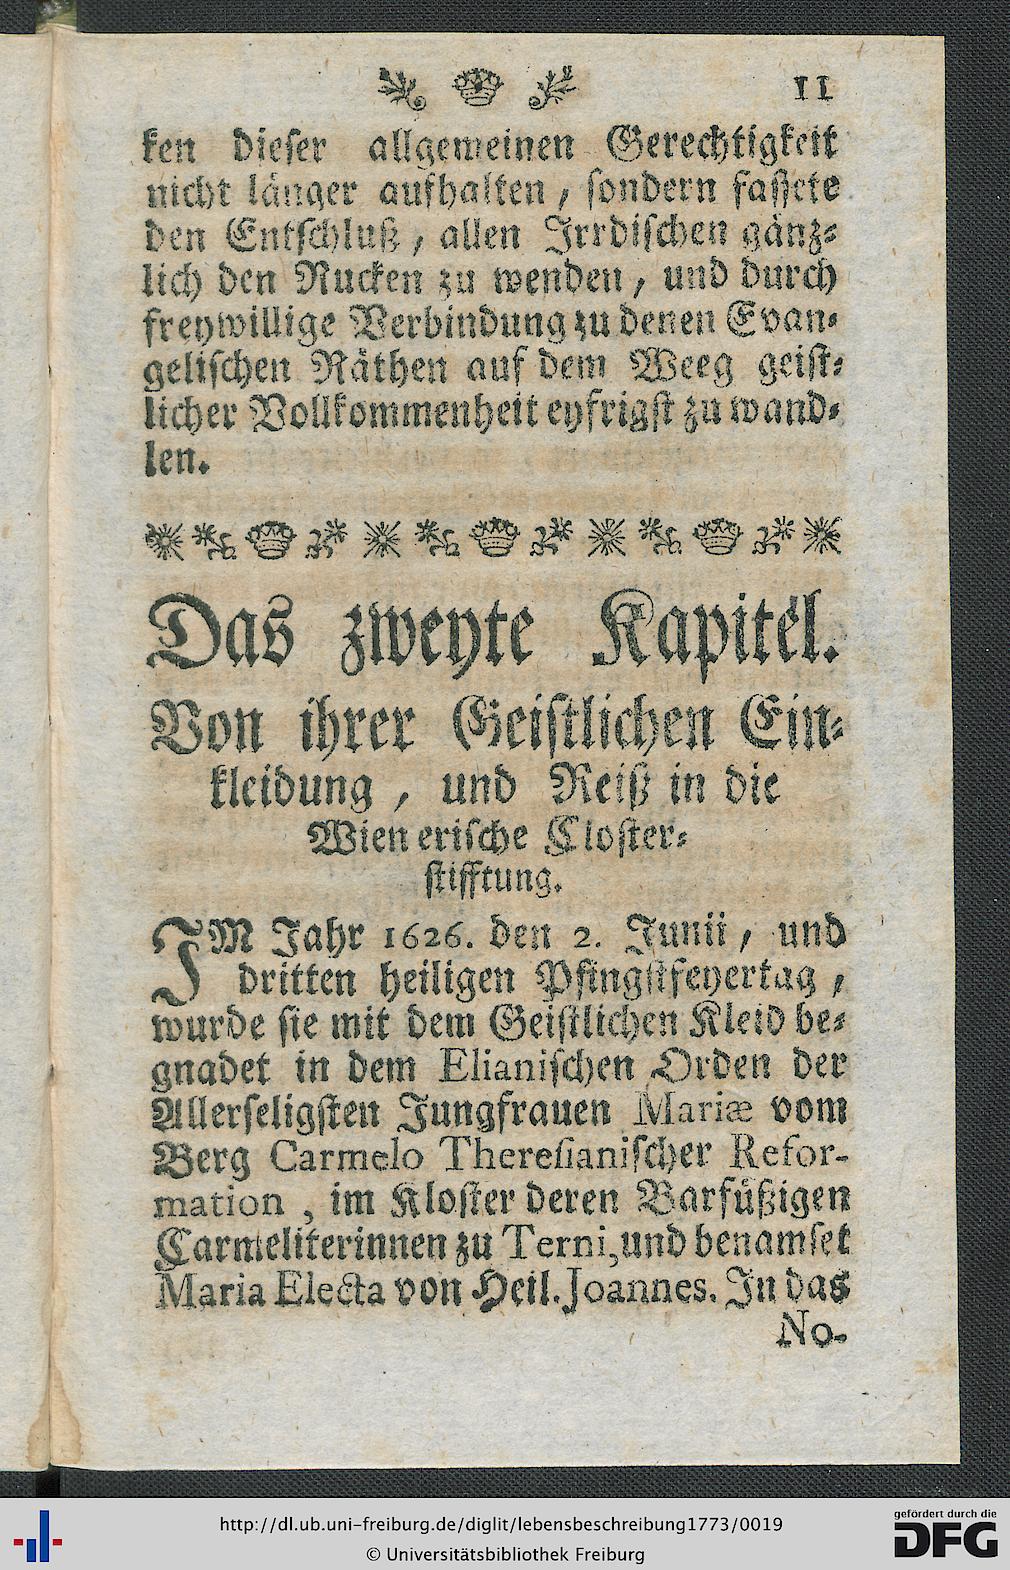 11
ken dieser allgemeinen Gerechtigkeit
nicht länger aufhalten, sondern fassete
den Entschluß, allen Irrdischen gänz-
lich den Rucken zu wenden, und durch
freywillige Verbindung zu denen Evan-
gelischen Räthen auf dem Weeg geist-
licher Vollkommenheit eyfrigst zu wand-
len.
Das zweyte Kapitel.
Von ihrer Geistlichen Ein-
kleidung, und Reiß in die
Wienerische Closter-
stifftung.
IM Jahr 1626. den 2. Junii, und
dritten heiligen Pfingstfeyertag,
wurde sie mit dem Geistlichen Kleid be-
gnadet in dem Elianischen Orden der
Allerseligsten Jungfrauen Mariæ vom
Berg Carmelo Theresianischer Refor-
mation, im Kloster deren Barfüßigen
Carmeliterinnen zu Terni, und benamset
Maria Electa von Heil. Joannes. In das
No-
http://dl.ub.uni-freiburg.de/diglit/lebensbeschreibung1773/0019
© Universitätsbibliothek Freiburg
gefördert durch die
DFG